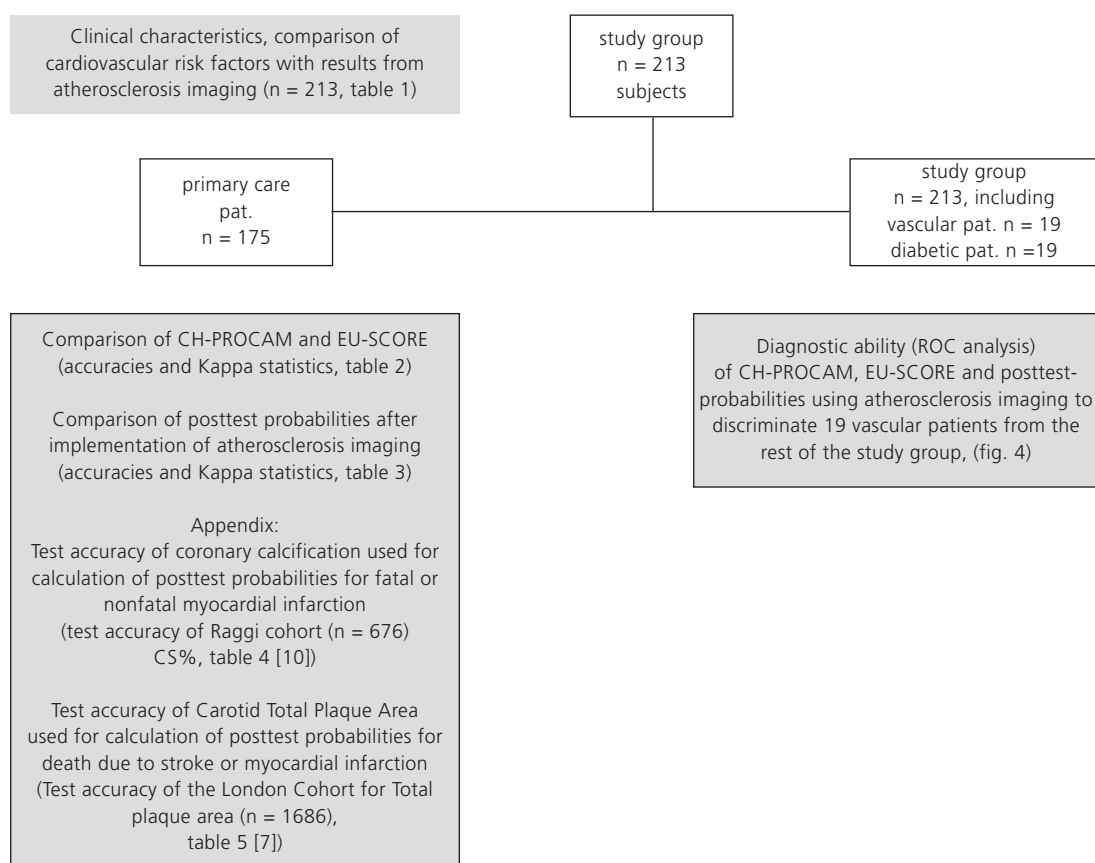 Clinical characteristics, comparison of
cardiovascular risk factors with results from
atherosclerosis imaging (n = 213, table 1)
study group
n = 213
subjects
primary care
pat.
n = 175
study group
n = 213, including
vascular pat. n = 19
diabetic pat. n =19
Comparison of CH-PROCAM and EU-SCORE
(accuracies and Kappa statistics, table 2)
Comparison of posttest probabilities after
implementation of atherosclerosis imaging
(accuracies and Kappa statistics, table 3)
Appendix:
Test accuracy of coronary calcification used for
calculation of posttest probabilities for fatal or
nonfatal myocardial infarction
(test accuracy of Raggi cohort (n = 676)
CS%, table 4 [10])
Test accuracy of Carotid Total Plaque Area
used for calculation of posttest probabilities for
death due to stroke or myocardial infarction
(Test accuracy of the London Cohort for Total
plaque area (n = 1686),
table 5 [7])
Diagnostic ability (ROC analysis)
of CH-PROCAM, EU-SCORE and posttest-
probabilities using atherosclerosis imaging to
discriminate 19 vascular patients from the
rest of the study group, (fig. 4)